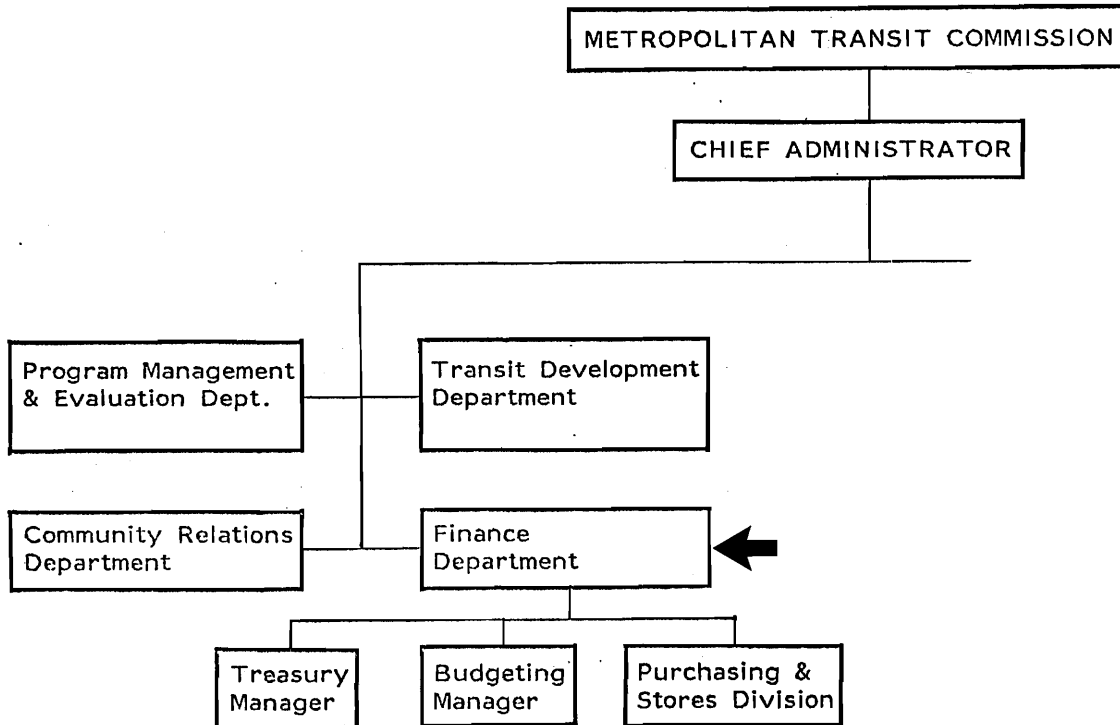 METROPOLITAN TRANSIT COMMISSION
CHIEF ADMINISTRATOR
Program Management
& Evaluation Dept.
Transit Development
Department
Community Relations
Department
Finance
Department
Treasury
Manager
Budgeting
Manager
Purchasing &
Stores Division